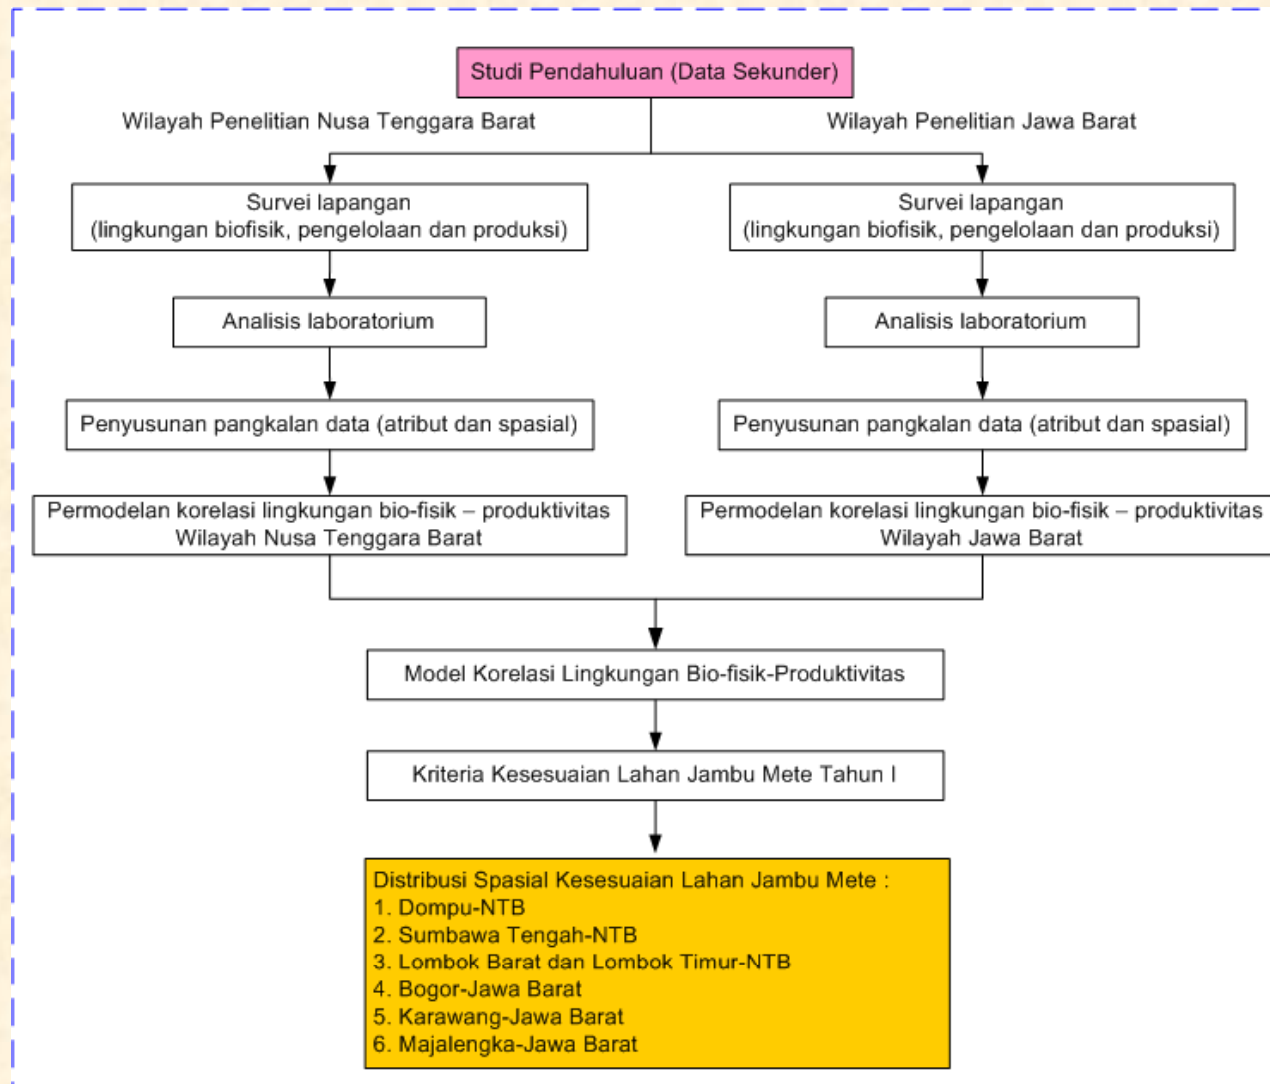 Studi Pendahuluan (Data Sekunder)
Wilayah Penelitian Nusa Tenggara Barat
Wilayah Penelitian Jawa Barat
Survei lapangan
(lingkungan biofisik, pengelolaan dan produksi)
Survei lapangan
(lingkungan biofisik, pengelolaan dan produksi)
Analisis laboratorium
Analisis laboratorium
Penyusunan pangkalan data (atribut dan spasial)
Penyusunan pangkalan data (atribut dan spasial)
Permodelan korelasi lingkungan bio-fisik – produktivitas
Wilayah Nusa Tenggara Barat
Permodelan korelasi lingkungan bio-fisik – produktivitas
Wilayah Jawa Barat
Model Korelasi Lingkungan Bio-fisik-Produktivitas
Kriteria Kesesuaian Lahan Jambu Mete Tahun I
Distribusi Spasial Kesesuaian Lahan Jambu Mete :
1. Dompu-NTB
2. Sumbawa Tengah-NTB
3. Lombok Barat dan Lombok Timur-NTB
4. Bogor-Jawa Barat
5. Karawang-Jawa Barat
6. Majalengka-Jawa Barat